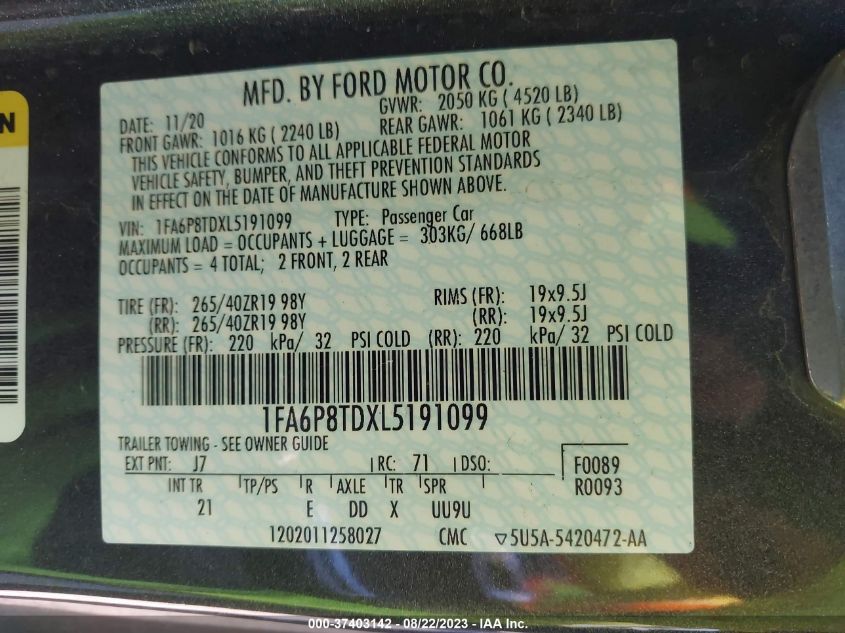 N
MFD. BY FORD MOTOR CO.
DATE: 11/20 GVWR: 2050 KG ( 4520 LB)
FRONT GAWR: 1016 KG ( 2240 LB) REAR GAWR: 1061 KG ( 2340 LB)
THIS VEHICLE CONFORMS TO ALL APPLICABLE FEDERAL MOTOR
VEHICLE SAFETY, BUMPER, AND THEFT PREVENTION STANDARDS
IN EFFECT ON THE DATE OF MANUFACTURE SHOWN ABOVE.
VIN: 1FA6P8TDXL5191099 TYPE: Passenger Car
MAXIMUM LOAD = OCCUPANTS + LUGGAGE = 303KG/ 668LB
OCCUPANTS = 4 TOTAL; 2 FRONT, 2 REAR
TIRE (FR): 265/40ZR19 98Y RIMS (FR): 19x9.5J
(RR): 265/40ZR19 98Y (RR): 19x9.5J
PRESSURE (FR): 220 kPa/ 32 PSI COLD (RR): 220 kPa/ 32 PSI COLD
1FA6P8TDXL5191099
TRAILER TOWING - SEE OWNER GUIDE
EXT PNT: J7 RC: 71 DSO: F0089
INT TR TP/PS R AXLE TR SPR R0093
21 E DD X UU9U
1202011258027 CMC ▽5U5A-5420472-AA
000-37403142 - 08/22/2023 - IAA Inc.